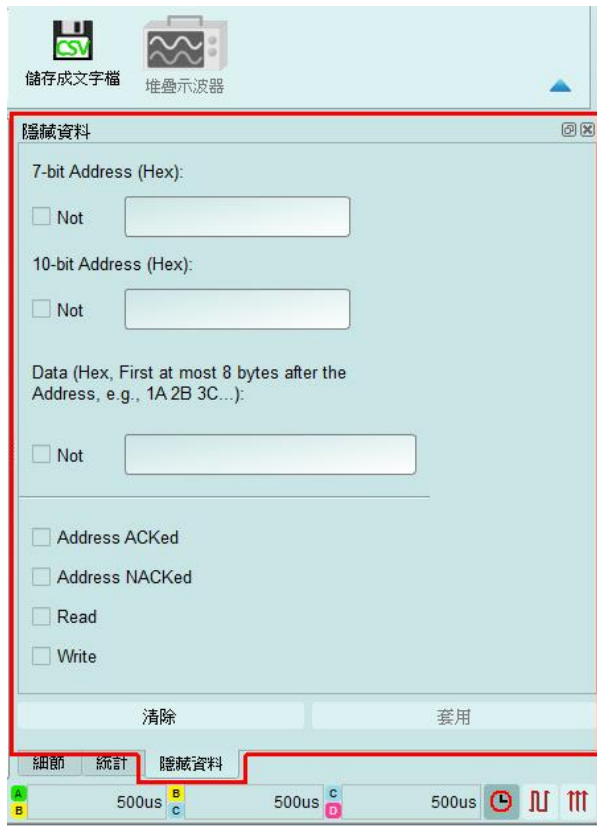 CSV
儲存成文字檔
堆疊示波器
隱藏資料
7-bit Address (Hex):
Not
10-bit Address (Hex):
Not
Data (Hex, First at most 8 bytes after the
Address, e.g., 1A 2B 3C...):
Not
Address ACKed
Address NACKed
Read
Write
清除 套用
細節 統計 隱藏資料
A B 500us B C 500us C D 500us